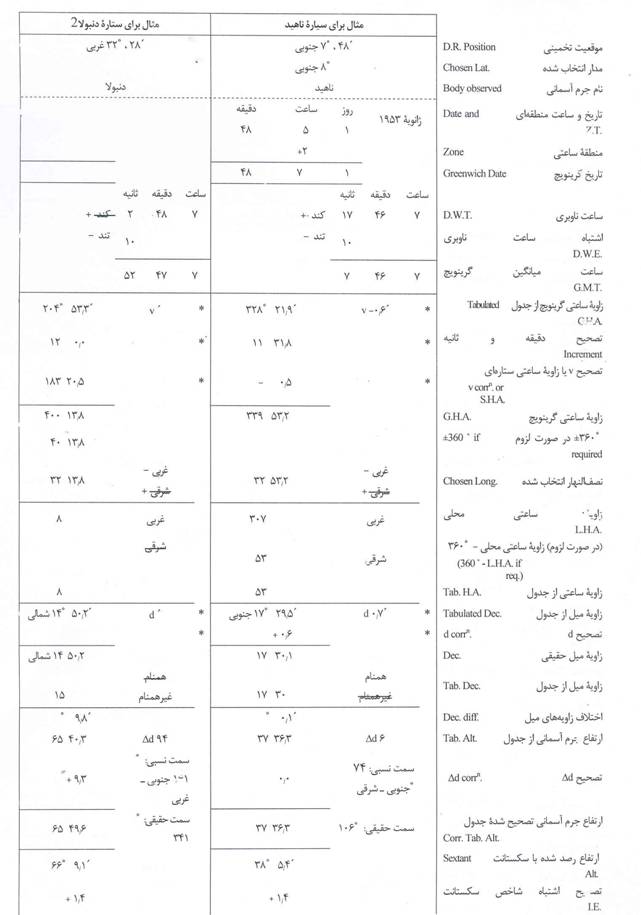 مثال برای سیارهٔ ناهید مثال برای ستارهٔ دنبولا2
موقعیت تخمینی D.R. Position ۴۸′، °۷ جنوبی ۲۸′، °۳۲ غربی
مدار انتخاب شده Chosen Lat. °۸ جنوبی
نام جرم آسمانی Body observed ناهید دنبولا
تاریخ و ساعت منطقه‌ای Date and Z.T. ژانویهٔ ۱۹۵۳ روز ساعت دقیقه
۱ ۵ ۴۸
منطقهٔ ساعتی Zone +۲
تاریخ گرینویچ Greenwich Date ۱ ۷ ۴۸
ساعت دقیقه ثانیه ساعت دقیقه ثانیه
ساعت ناوبری D.W.T. ۷ ۴۶ ۱۷ کند + ۷ ۴۸ ۲ کند +
اشتباه ساعت ناوبری D.W.E. ۱۰ تند − ۱۰ تند −
ساعت میانگین گرینویچ G.M.T. ۷ ۴۶ ۷ ۷ ۴۷ ۵۲
زاویهٔ ساعتی گرینویچ از جدول Tabulated G.H.A. * v −۰٫۶′ ۳۲۸° ۲۱٫۹′ * v ′ ۲۰۴° ۵۳٫۳′
تصحیح دقیقه و ثانیه Increment * ۱۱ ۳۱٫۸ * ۱۲ ۰٫۰
تصحیح v یا زاویهٔ ساعتی ستاره‌ای v corrⁿ. or S.H.A. * − ۰٫۵ * ۱۸۳ ۲۰٫۵
زاویهٔ ساعتی گرینویچ G.H.A. ۳۳۹ ۵۳٫۲ ۴۰۰ ۱۳٫۸
±۳۶۰° در صورت لزوم ±360 ° if required ۴۰ ۱۳٫۸
نصف‌النهار انتخاب شده Chosen Long. غربی − شرقی + ۳۲ ۵۳٫۲ غربی − شرقی + ۳۲ ۱۳٫۸
ساعتی محلی L.H.A. غربی ۳۰۷ غربی ۸
(در صورت لزوم) زاویهٔ ساعتی محلی − °۳۶۰ (360 ° - L.H.A. if req.) شرقی ۵۳ شرقی
زاویهٔ ساعتی از جدول Tab. H.A. ۵۳ ۸
زاویهٔ میل از جدول Tabulated Dec. * d ۰٫۷′ ۱۷° ۲۹٫۵′ جنوبی * d ′ ۱۴° ۵۰٫۲′ شمالی
تصحیح d d corrⁿ. * + ۰٫۶ *
زاویهٔ میل حقیقی Dec. ۱۷ ۳۰٫۱ ۱۴ ۵۰٫۲ شمالی
زاویهٔ میل از جدول Tab. Dec. همنام غیرهمنام ۱۷ ۳۰ همنام غیرهمنام ۱۵
اختلاف زاویه‌های میل Dec. diff. ° ۰٫۱′ ° ۹٫۸′
ارتفاع جرم آسمانی از جدول Tab. Alt. Δd ۶ ۳۷ ۳۶٫۳ Δd ۹۴ ۶۵ ۴۰٫۳
تصحیح Δd Δd corrⁿ. سمت نسبی: ۷۴ °جنوبی ـ شرقی ۰٫۰ سمت نسبی: ° ۱۶۱ جنوبی ـ غربی + ۹٫۳
ارتفاع جرم آسمانی تصحیح شدهٔ جدول Corr. Tab. Alt. سمت حقیقی: °۱۰۶ ۳۷ ۳۶٫۳ سمت حقیقی: ° ۳۴۱ ۶۵ ۴۹٫۶
ارتفاع رصد شده با سکستانت Sextant Alt. ۳۸° ۵٫۴′ ۶۶° ۹٫۱′
تصحیح اشتباه شاخص سکستانت I.E. + ۱٫۴ + ۱٫۴